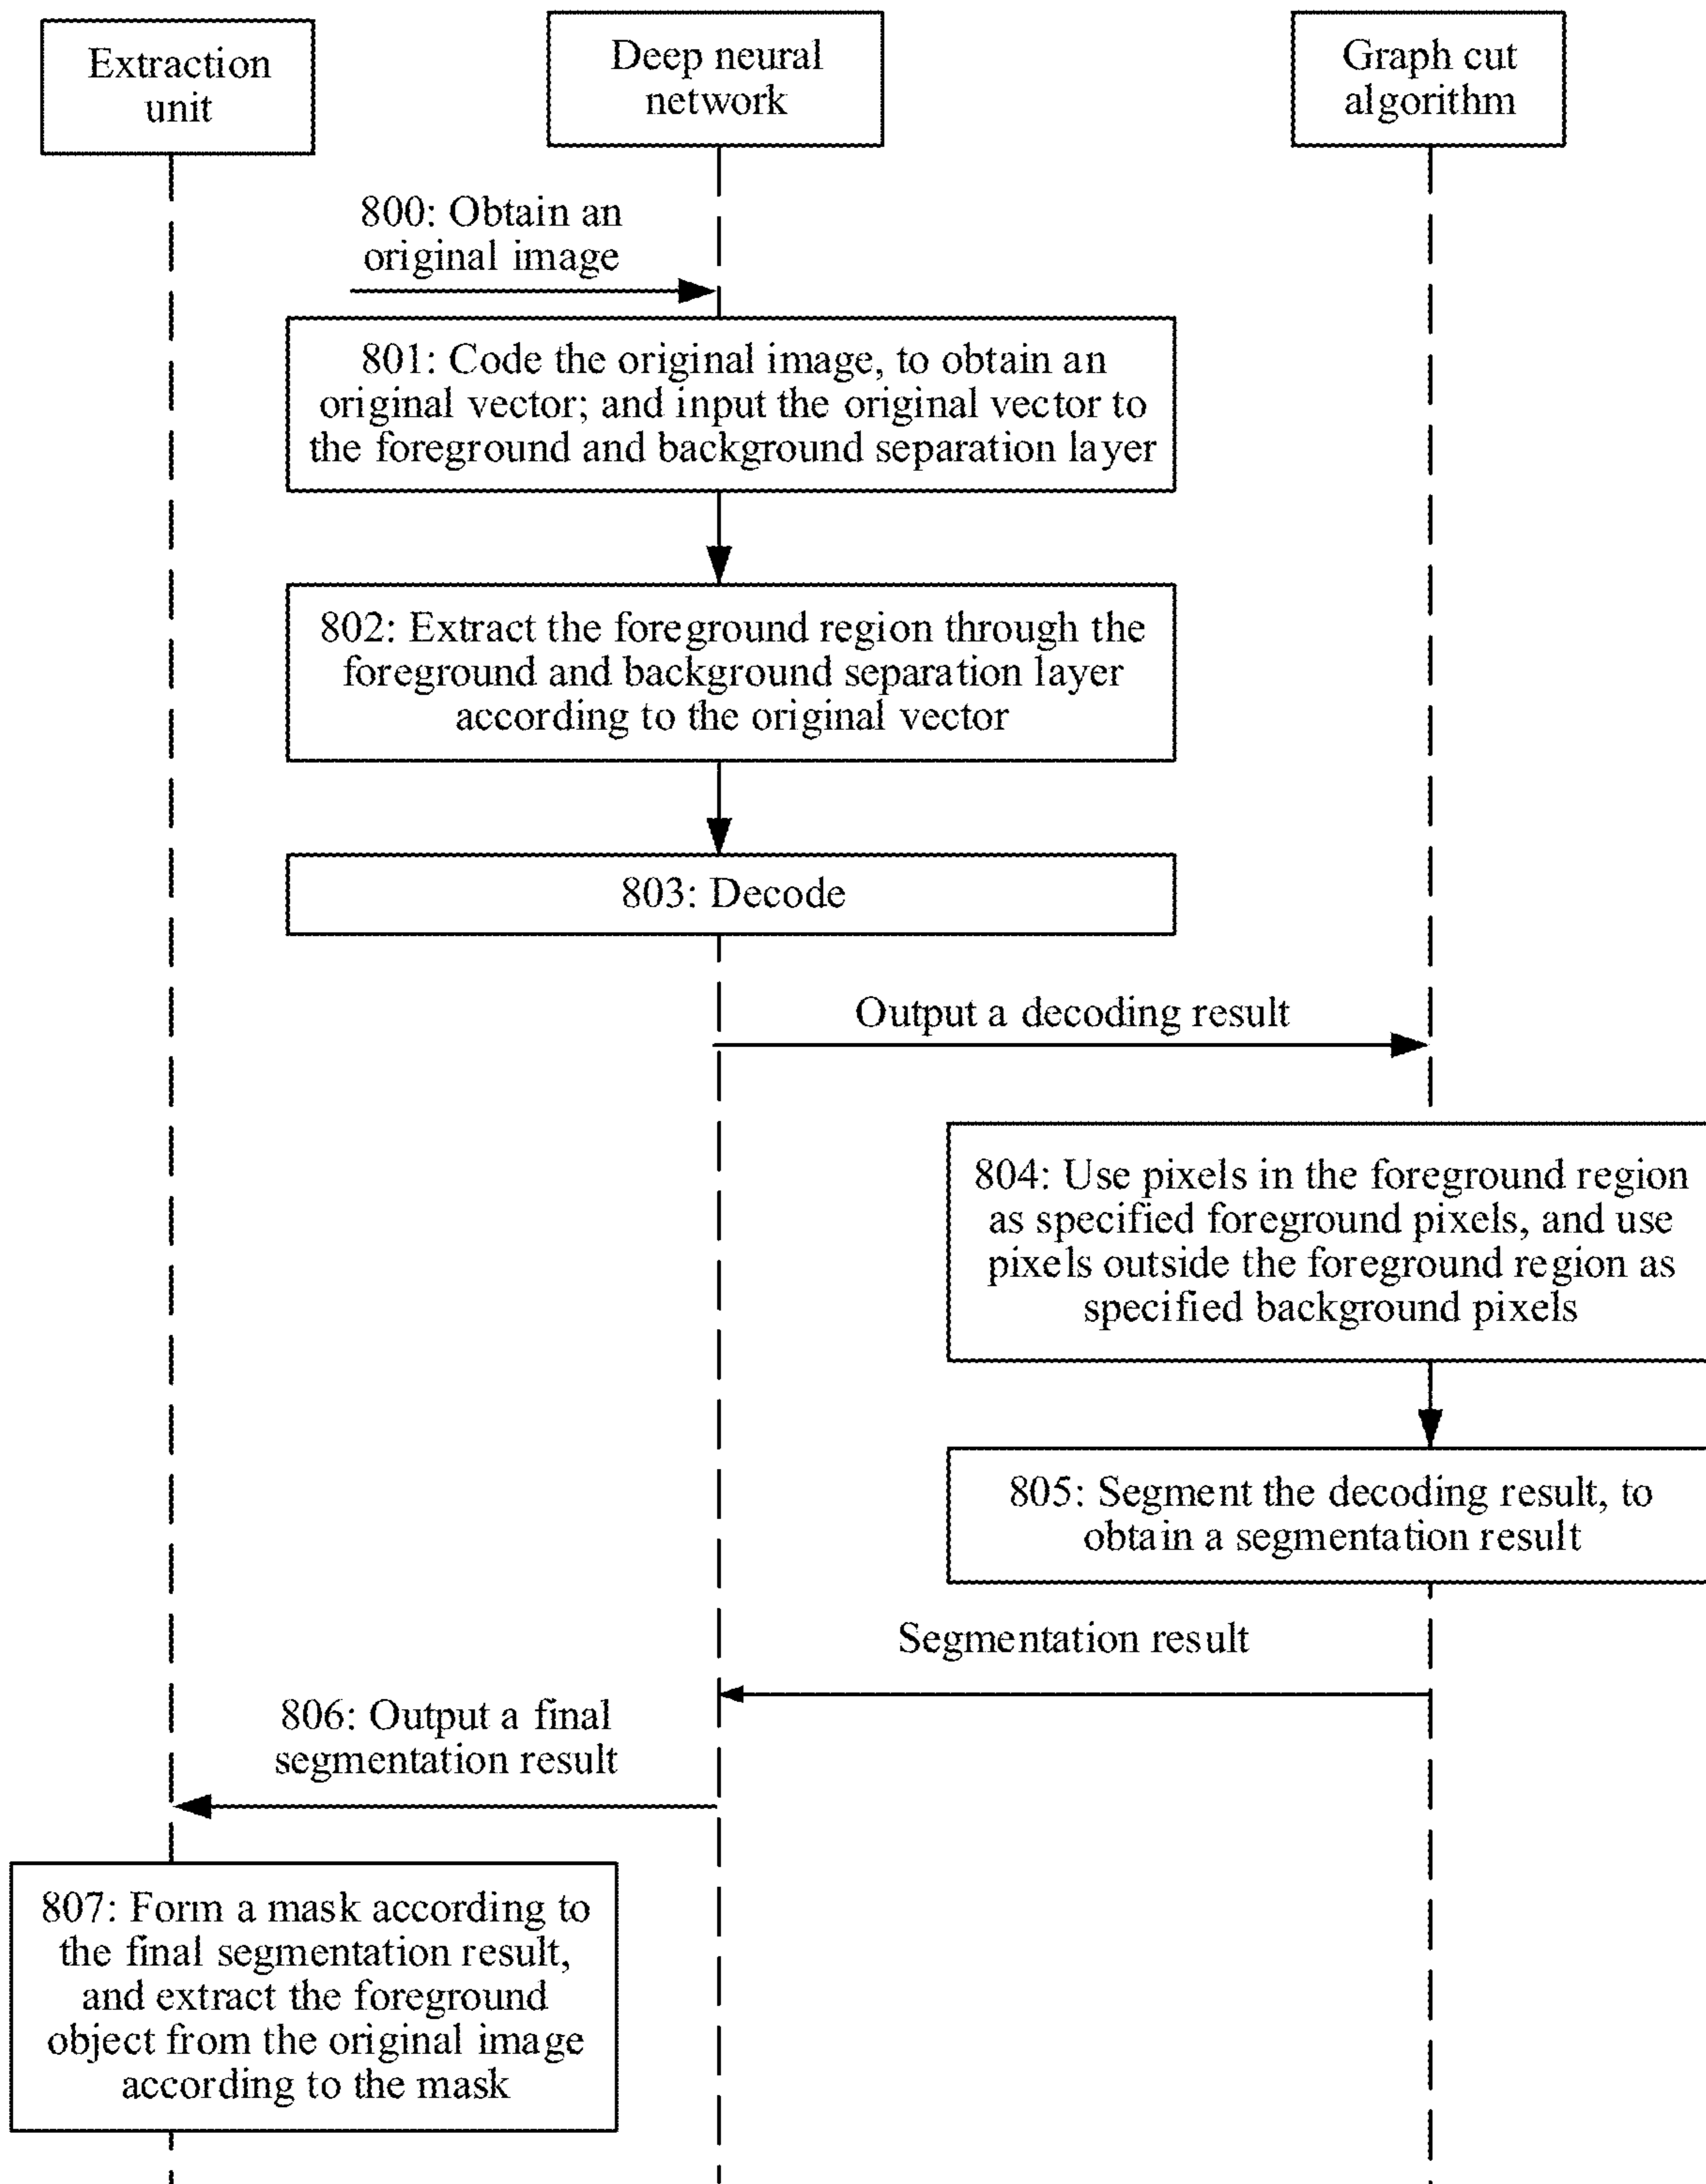 Extraction
unit
Deep neural
network
Graph cut
algorithm
800: Obtain an
original image
801: Code the original image, to obtain an
original vector; and input the original vector to
the foreground and background separation layer
802: Extract the foreground region through the
foreground and background separation layer
according to the original vector
803: Decode
Output a decoding result
804: Use pixels in the foreground region
as specified foreground pixels, and use
pixels outside the foreground region as
specified background pixels
805: Segment the decoding result, to
obtain a segmentation result
Segmentation result
806: Output a final
segmentation result
807: Form a mask according to
the final segmentation result,
and extract the foreground
object from the original image
according to the mask